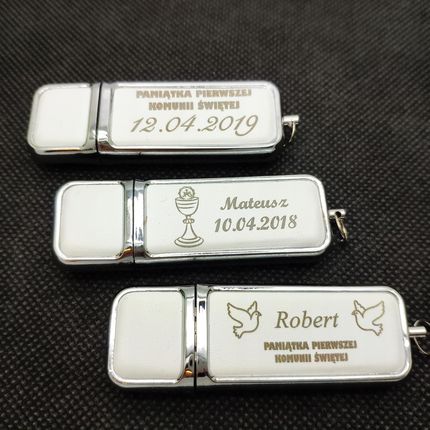 PAMIĄTKA PIERWSZEJ
KOMUNII ŚWIĘTEJ
12.04.2019
Mateusz
10.04.2018
Robert
PAMIĄTKA PIERWSZEJ
KOMUNII ŚWIĘTEJ